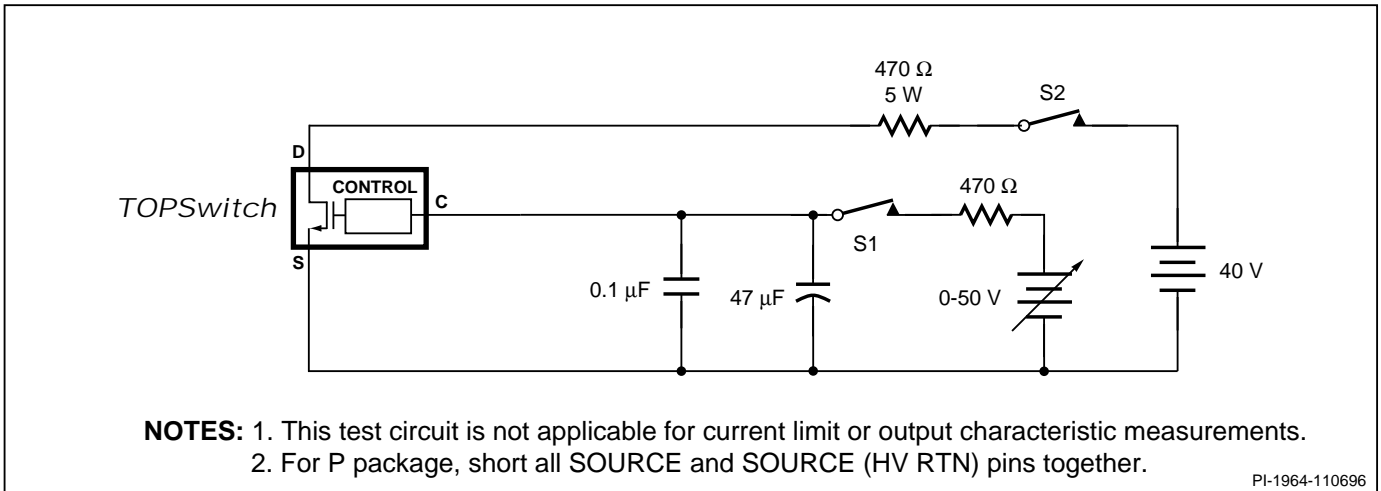 470 Ω
5 W
S2
D
CONTROL
C
TOPSwitch
S
470 Ω
S1
0.1 µF
47 µF
0-50 V
40 V
NOTES: 1. This test circuit is not applicable for current limit or output characteristic measurements.
2. For P package, short all SOURCE and SOURCE (HV RTN) pins together.
PI-1964-110696